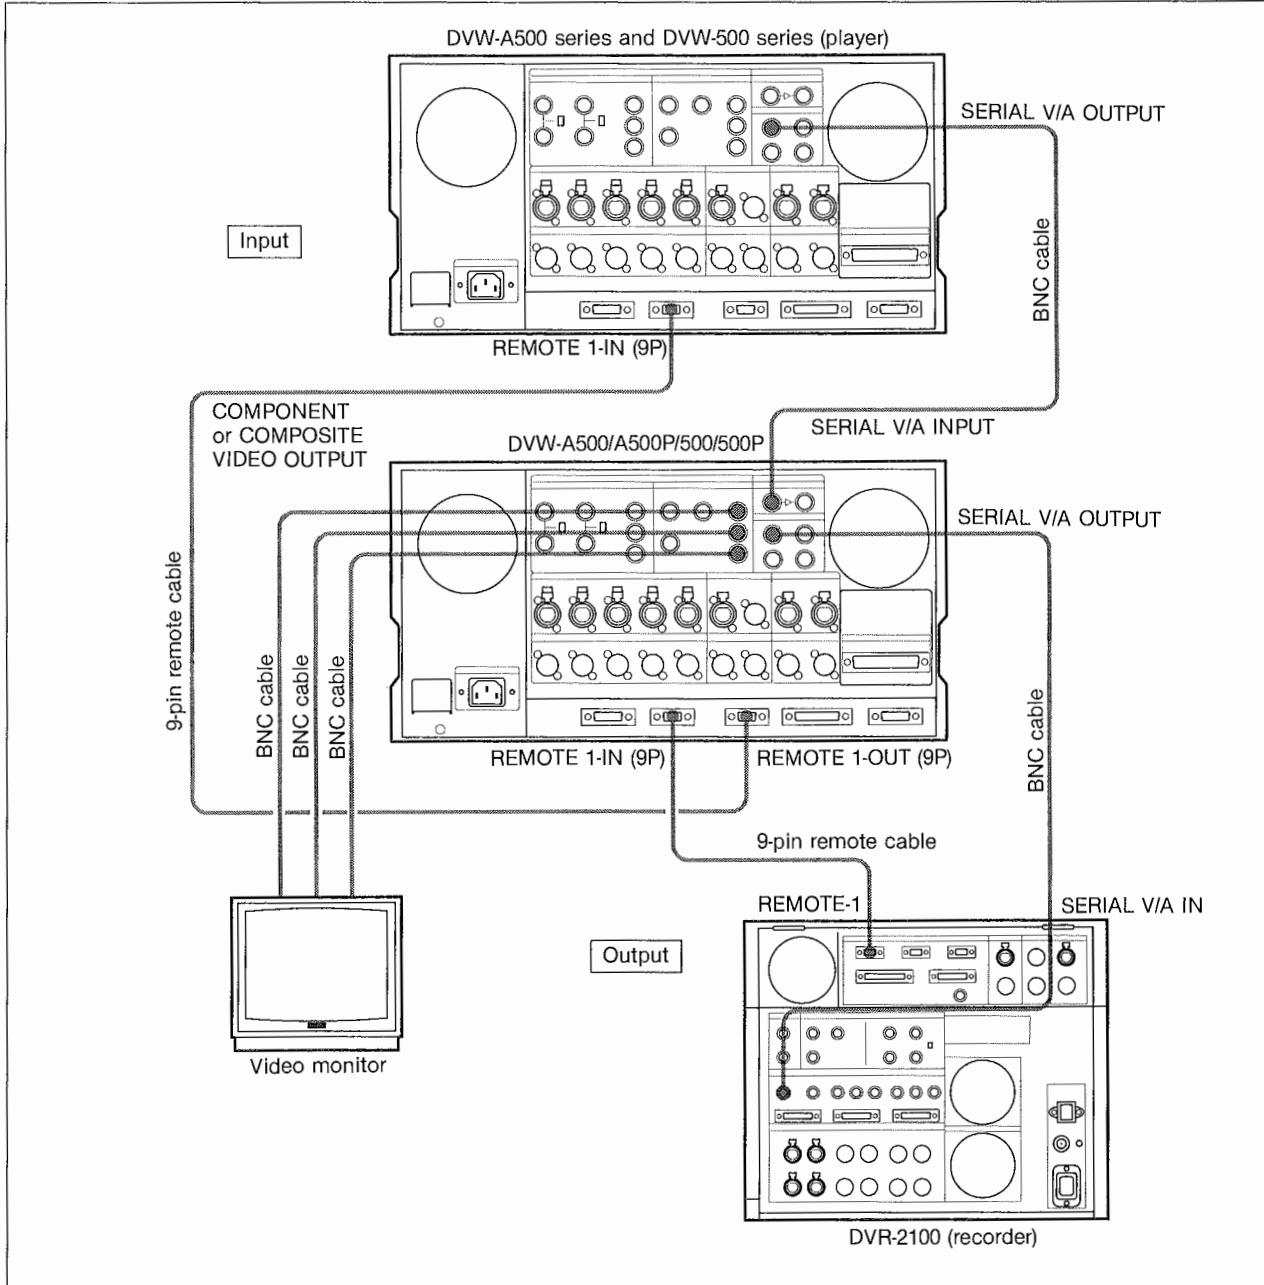 DVW-A500 series and DVW-500 series (player)
SERIAL V/A OUTPUT
Input
BNC cable
REMOTE 1-IN (9P)
COMPONENT
or COMPOSITE
VIDEO OUTPUT
SERIAL V/A INPUT
DVW-A500/A500P/500/500P
SERIAL V/A OUTPUT
9-pin remote cable
BNC cable
BNC cable
BNC cable
BNC cable
REMOTE 1-IN (9P)
REMOTE 1-OUT (9P)
9-pin remote cable
REMOTE-1
SERIAL V/A IN
Output
Video monitor
DVR-2100 (recorder)